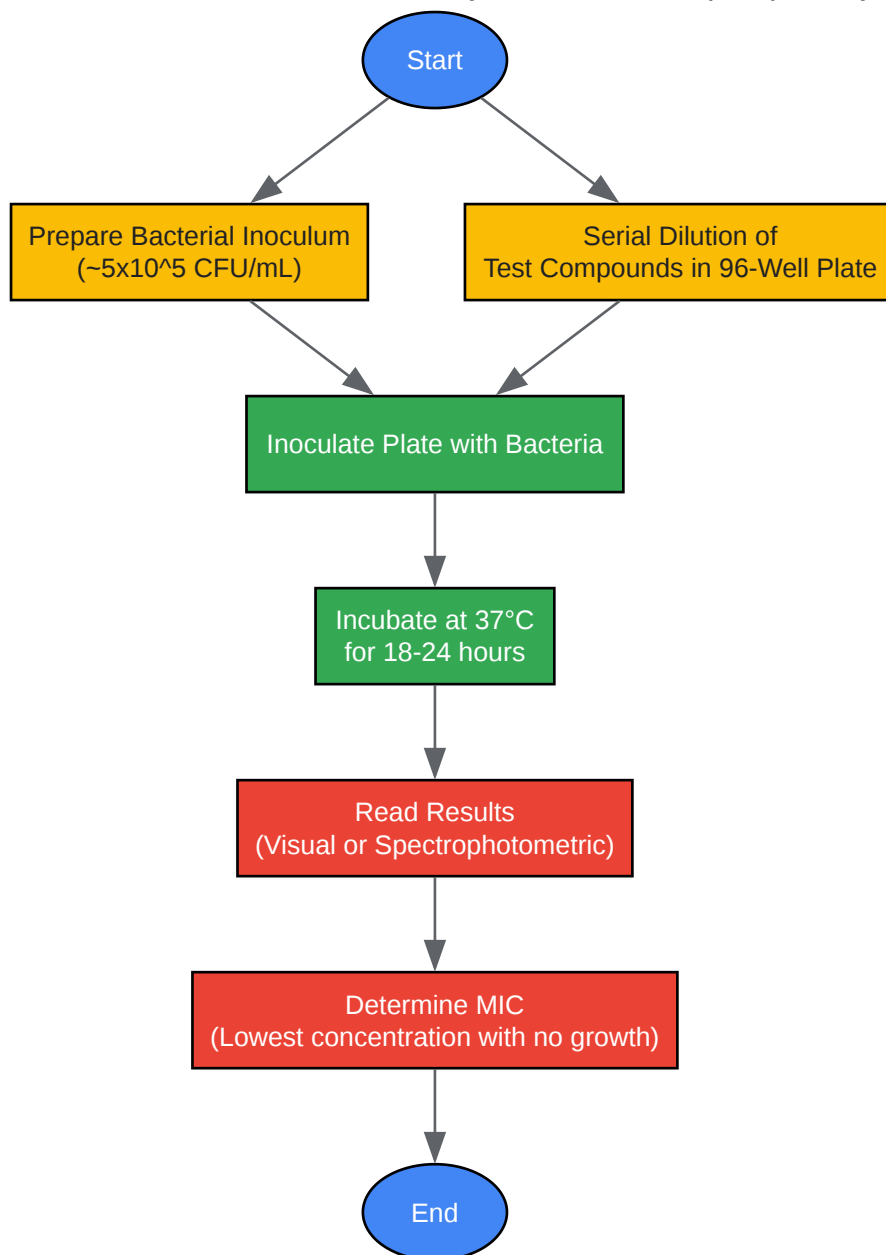 Start
Prepare Bacterial Inoculum
(~5x10^5 CFU/mL)
Serial Dilution of
Test Compounds in 96-Well Plate
Inoculate Plate with Bacteria
Incubate at 37°C
for 18-24 hours
Read Results
(Visual or Spectrophotometric)
Determine MIC
(Lowest concentration with no growth)
End